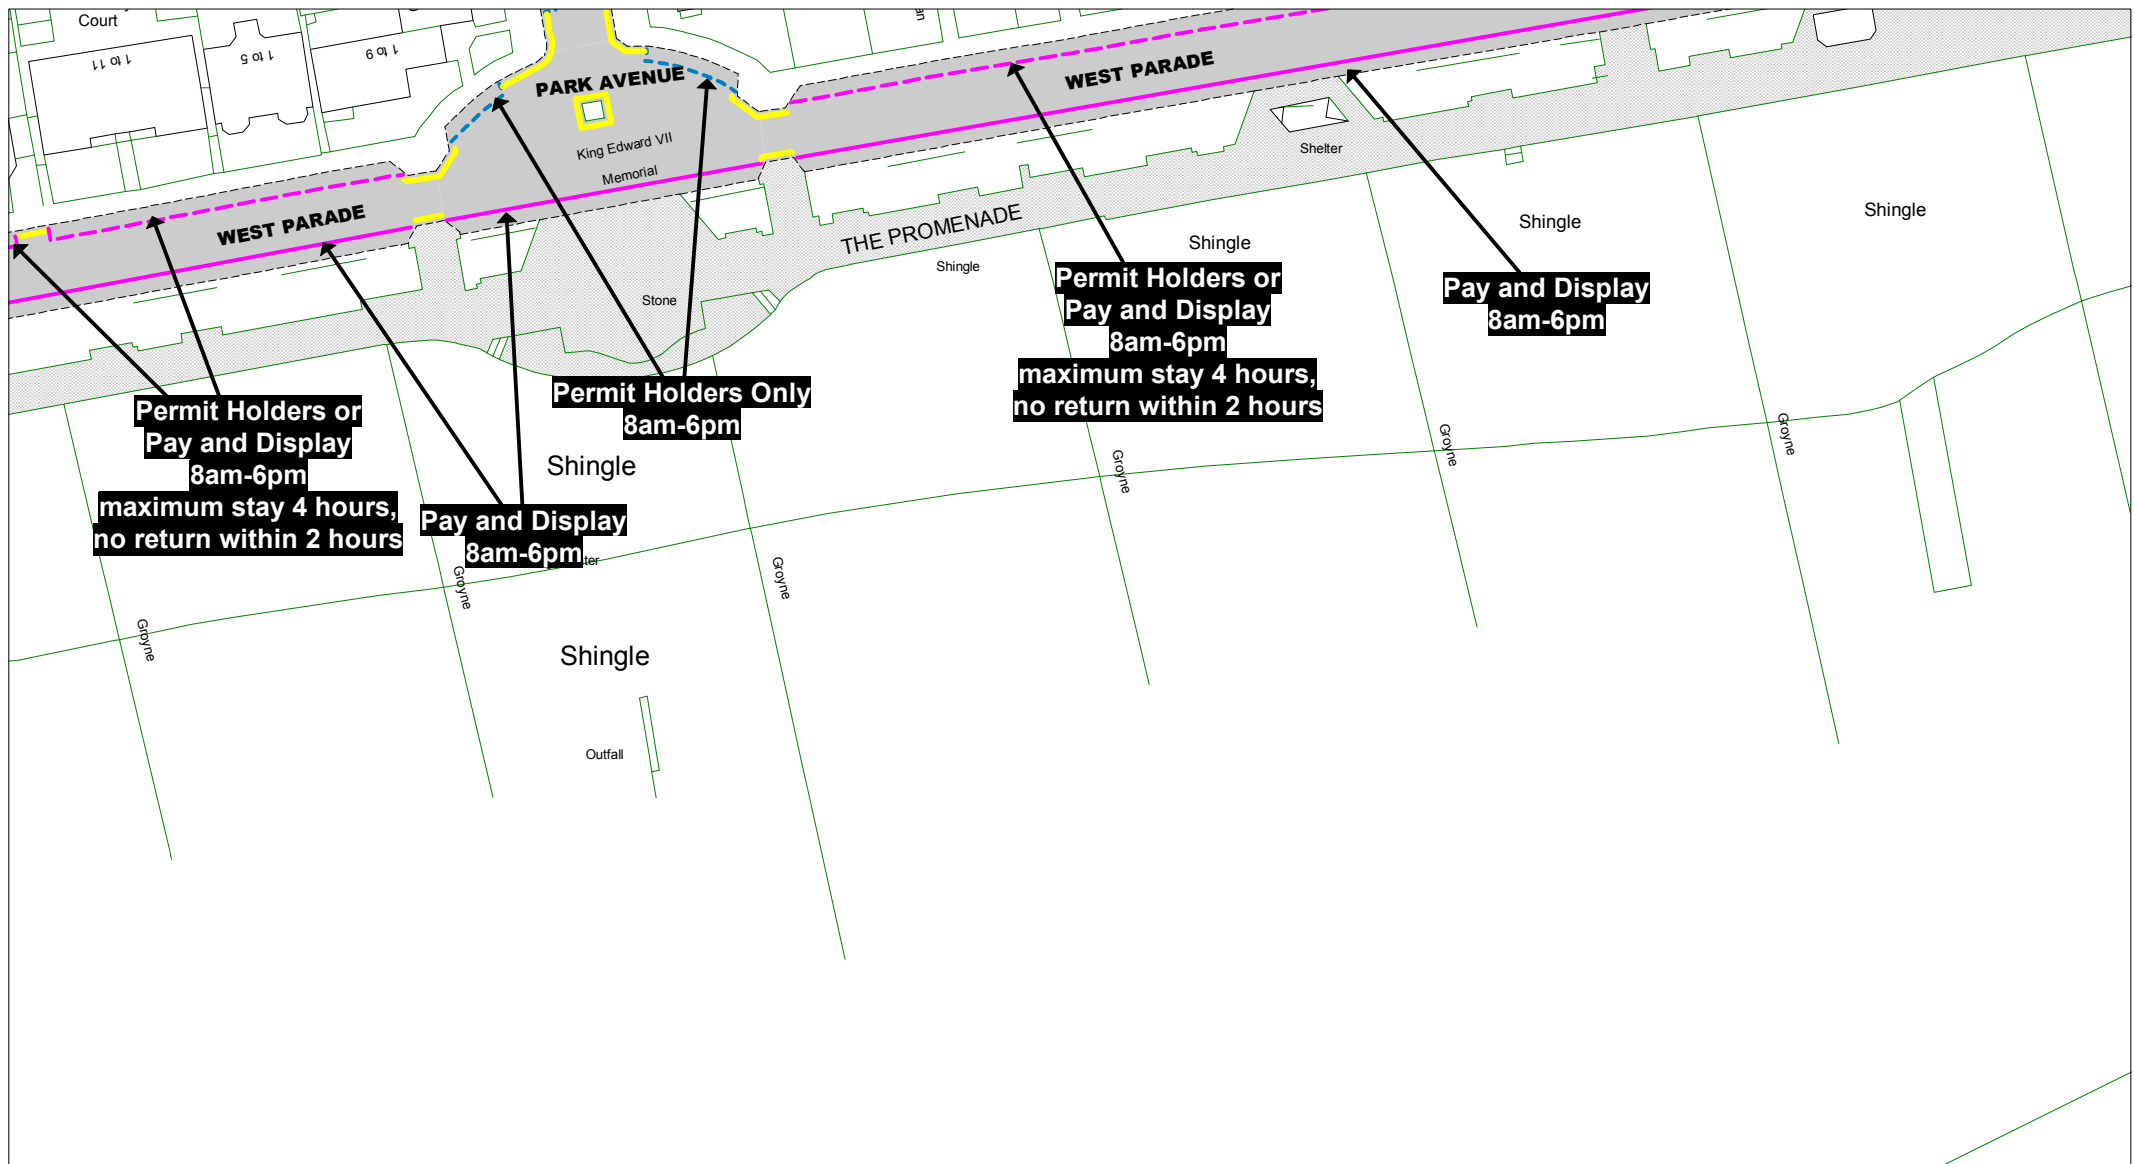 Court
1 to 11
1 to 5
1 to 9
PARK AVENUE
King Edward VII
Memorial
WEST PARADE
WEST PARADE
THE PROMENADE
Shelter
Shingle
Shingle
Shingle
Shingle
Stone
Permit Holders or
Pay and Display
8am-6pm
maximum stay 4 hours,
no return within 2 hours
Pay and Display
8am-6pm
Permit Holders Only
8am-6pm
Permit Holders or
Pay and Display
8am-6pm
maximum stay 4 hours,
no return within 2 hours
Pay and Display
8am-6pm
Shingle
Groyne
Groyne
Groyne
Groyne
Groyne
Groyne
Shingle
Outfall